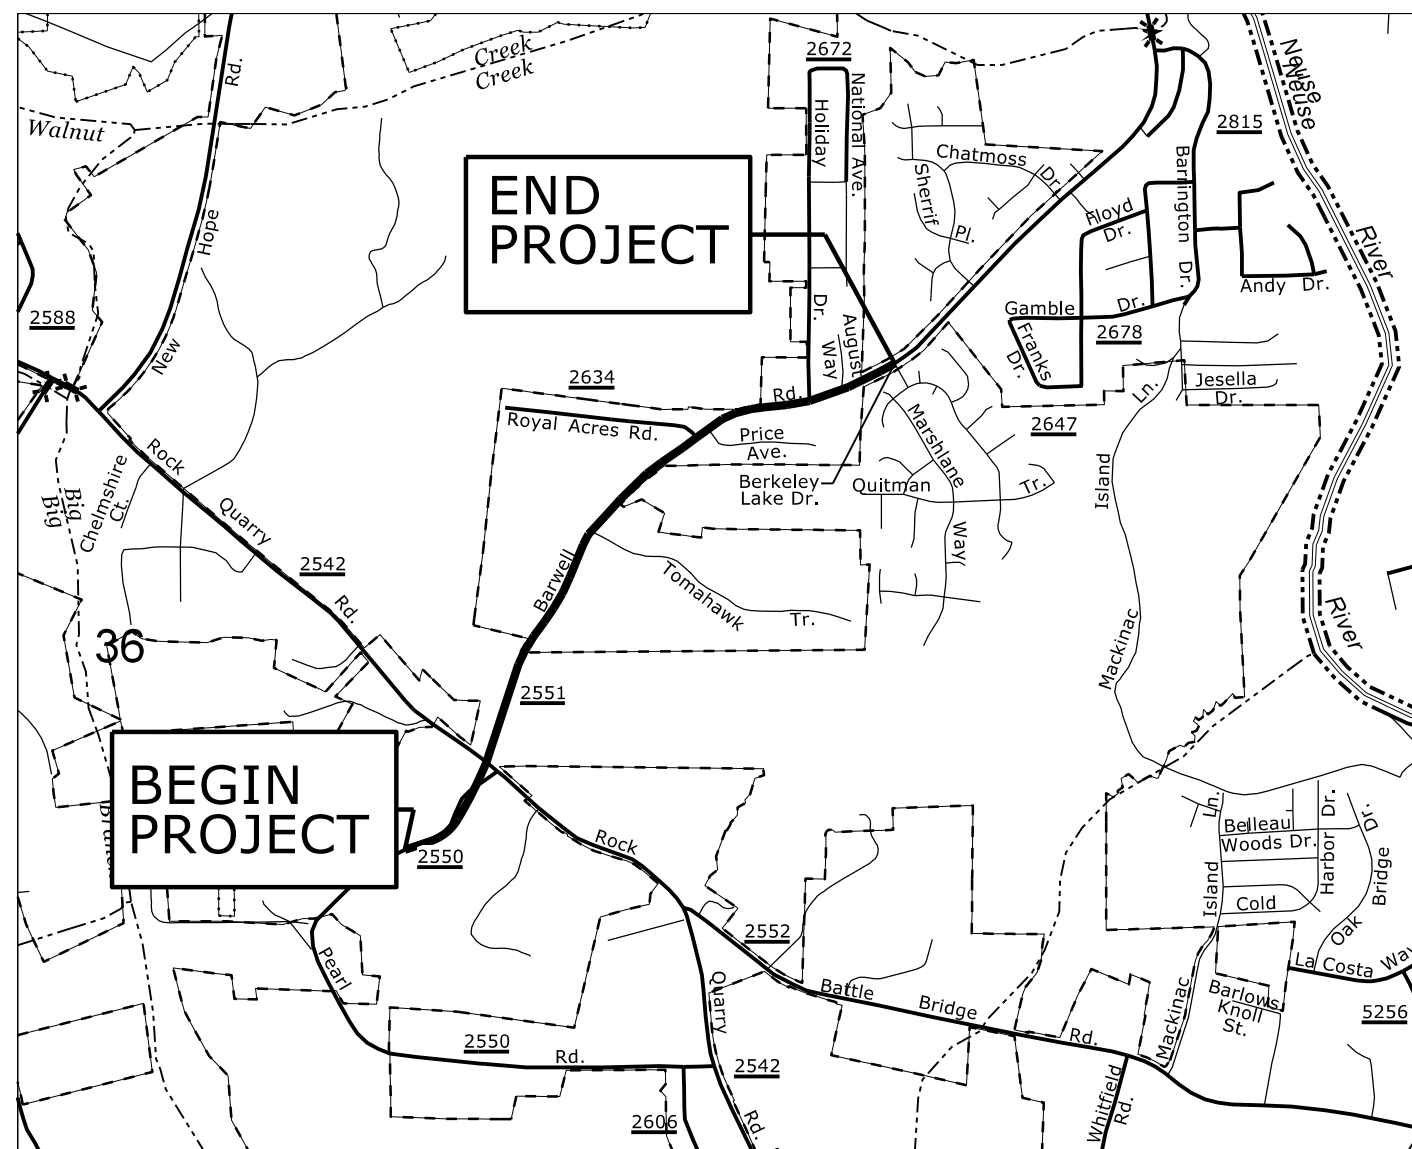 Creek
Creek
2672
Neuse
Neuse
Rd.
Walnut
Holiday
National Ave.
2815
Chatmoss
Dr.
Sherrif
Pl.
Barrington
Dr.
END
PROJECT
Hope
Floyd
Dr.
River
Andy Dr.
2588
New
Dr.
August
Way
Gamble
Dr.
2678
Franks
Dr.
2634
Rd.
Royal Acres Rd.
Price
Ave.
Marshlane
Way
2647
Ln.
Jesella
Dr.
Rock
Big
Big
Chelmshire
Ct.
Quarry
Berkeley
Lake Dr.
Quitman
Tr.
Island
2542
Rd.
Barwell
Tomahawk
Tr.
River
36
Mackinac
2551
BEGIN
PROJECT
2550
Rock
Ln.
Belleau
Woods Dr.
Harbor Dr.
Dr.
Bridge
Oak
Island
Cold
2552
Pearl
Quarry
Battle
Bridge
Rd.
La Costa Way
Mackinac
Barlows
Knoll
St.
5256
2550
Rd.
2542
Whitfield
Rd.
2606
Rd.